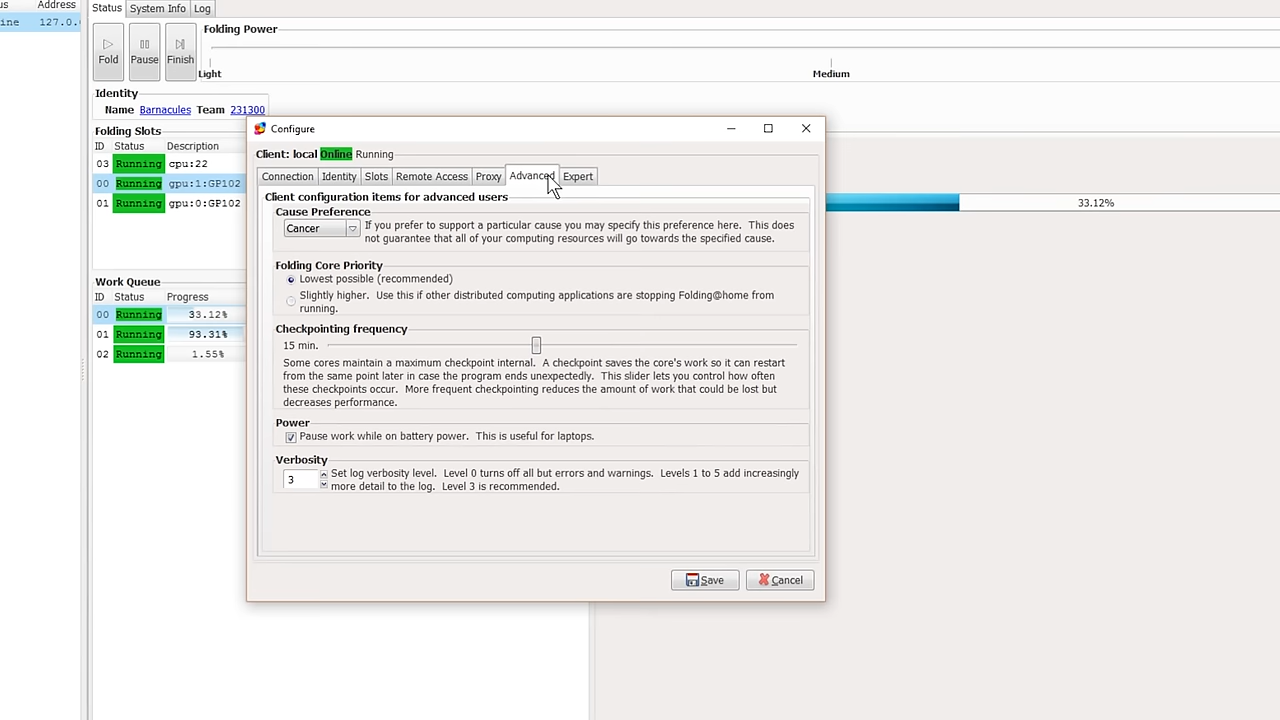 Address
ine 127.0.
Status System Info Log
Fold Pause Finish
Folding Power
Light Medium
Identity
Name Barnacules Team 231300
Folding Slots
ID Status Description
03 Running cpu:22
00 Running gpu:1:GP102
01 Running gpu:0:GP102
Work Queue
ID Status Progress
00 Running 33.12%
01 Running 93.31%
02 Running 1.55%
33.12%
Configure
Client: local Online Running
Connection Identity Slots Remote Access Proxy Advanced Expert
Client configuration items for advanced users
Cause Preference
Cancer
If you prefer to support a particular cause you may specify this preference here. This does
not guarantee that all of your computing resources will go towards the specified cause.
Folding Core Priority
Lowest possible (recommended)
Slightly higher. Use this if other distributed computing applications are stopping Folding@home from
running.
Checkpointing frequency
15 min.
Some cores maintain a maximum checkpoint internal. A checkpoint saves the core's work so it can restart
from the same point later in case the program ends unexpectedly. This slider lets you control how often
these checkpoints occur. More frequent checkpointing reduces the amount of work that could be lost but
decreases performance.
Power
Pause work while on battery power. This is useful for laptops.
Verbosity
3
Set log verbosity level. Level 0 turns off all but errors and warnings. Levels 1 to 5 add increasingly
more detail to the log. Level 3 is recommended.
Save Cancel